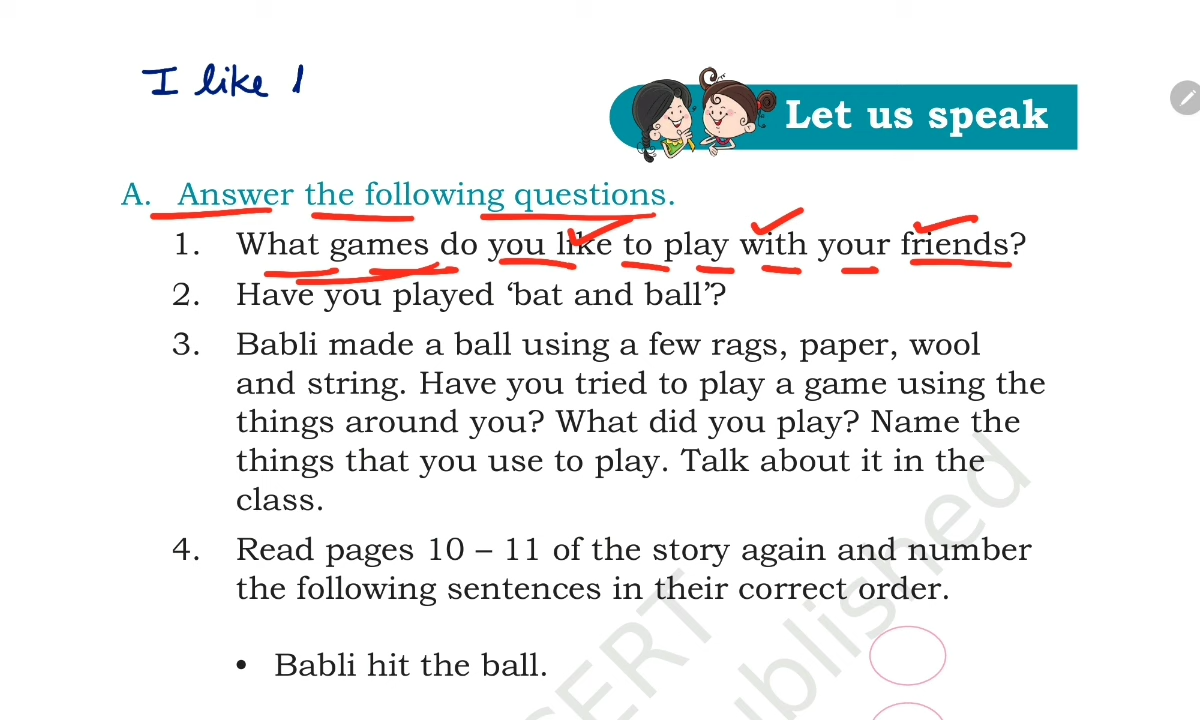 I like
Let us speak
A. Answer the following questions.
1. What games do you like to play with your friends?
2. Have you played ‘bat and ball’?
3. Babli made a ball using a few rags, paper, wool
and string. Have you tried to play a game using the
things around you? What did you play? Name the
things that you use to play. Talk about it in the
class.
4. Read pages 10 – 11 of the story again and number
the following sentences in their correct order.
• Babli hit the ball.